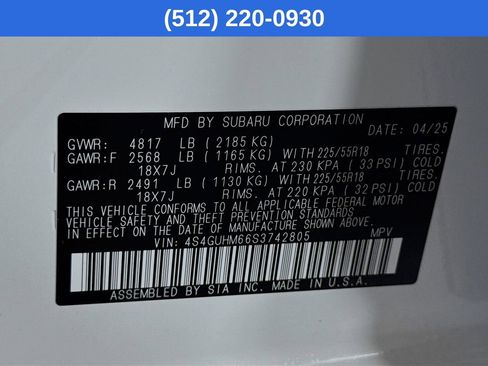 (512) 220-0930
MFD BY SUBARU CORPORATION
GVWR: 4817 LB (2185 KG) DATE: 04/25
GAWR:F 2568 LB (1165 KG) WITH 225/55R18 TIRES.
18X7J RIMS. AT 230 KPA (33 PSI) COLD
GAWR:R 2491 LB (1130 KG) WITH 225/55R18 TIRES.
18X7J RIMS. AT 220 KPA (32 PSI) COLD
THIS VEHICLE CONFORMS TO ALL APPLICABLE FEDERAL MOTOR
VEHICLE SAFETY AND BUMPER STANDARDS IN EFFECT ON THE
DATE OF MANUFACTURE SHOWN ABOVE.
VIN: 4S4GUHM66S3742805 MPV
ASSEMBLED BY SIA INC. MADE IN U.S.A.